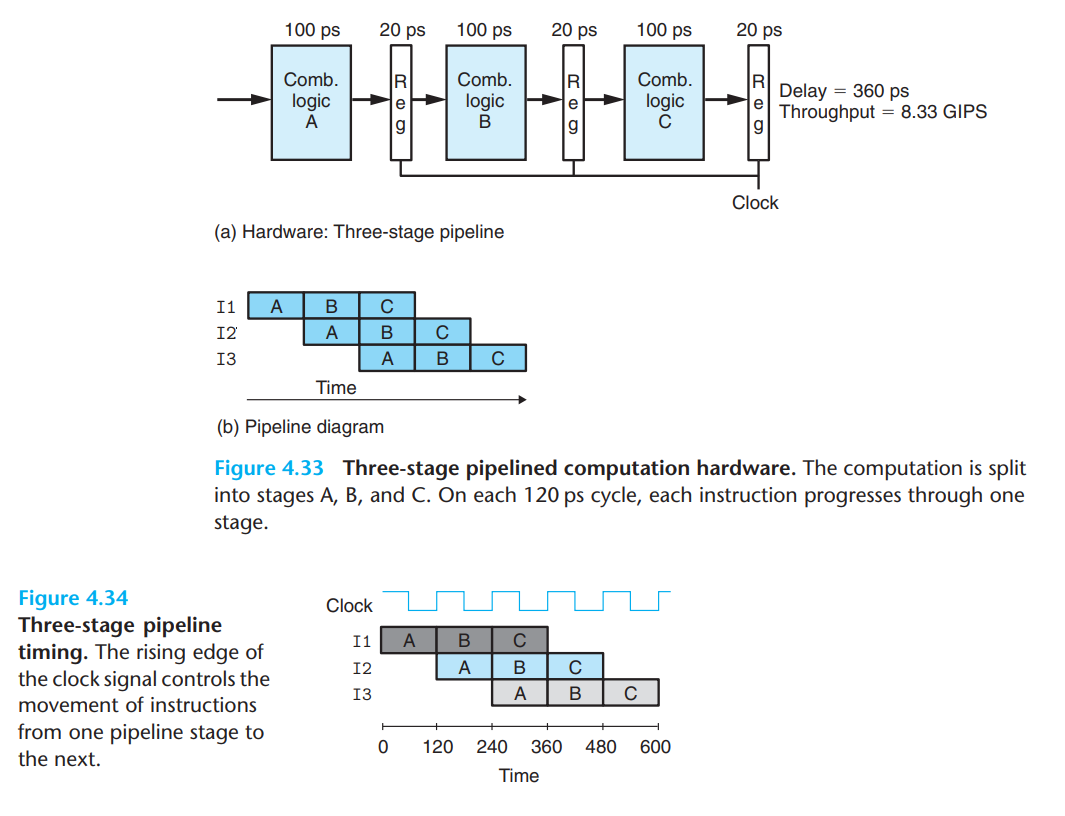 100 ps 20 ps 100 ps 20 ps 100 ps 20 ps
Comb. logic A
Reg
Comb. logic B
Reg
Comb. logic C
Reg
Delay = 360 ps
Throughput = 8.33 GIPS
Clock
(a) Hardware: Three-stage pipeline
I1 A B C
I2 A B C
I3 A B C
Time
(b) Pipeline diagram
Figure 4.33 Three-stage pipelined computation hardware. The computation is split
into stages A, B, and C. On each 120 ps cycle, each instruction progresses through one
stage.
Figure 4.34
Three-stage pipeline
timing. The rising edge of
the clock signal controls the
movement of instructions
from one pipeline stage to
the next.
Clock
I1 A B C
I2 A B C
I3 A B C
0 120 240 360 480 600
Time